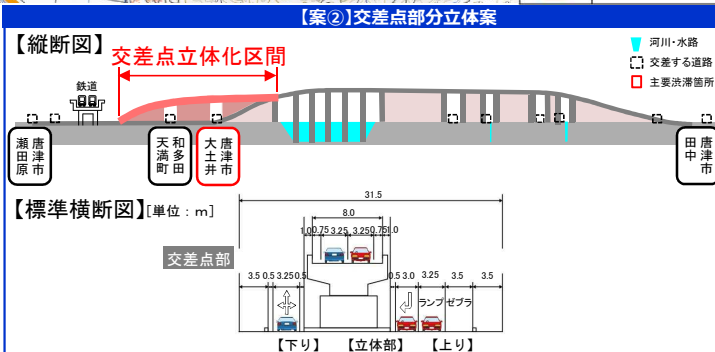 【案②】交差点部分立体案
【縦断図】
交差点立体化区間
河川・水路
交差する道路
主要渋滞箇所
鉄道
唐津市
瀬田原
和多田
天満町
唐津市
大土井
唐津市
田中
【標準横断図】[単位:m]
31.5
8.0
1.0 0.75 3.25 3.25 0.75 1.0
交差点部
3.5 0.5 3.25 0.5
0.5 3.0 3.25 3.5 3.5
ランプ ゼブラ
【下り】 【立体部】 【上り】